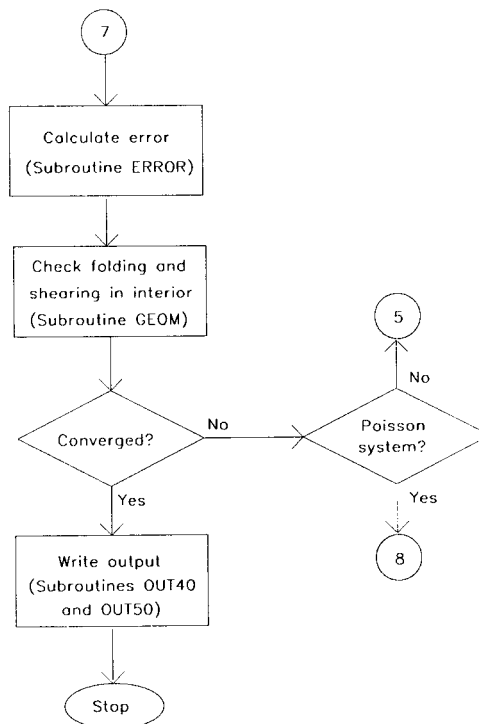 7
Calculate error
(Subroutine ERROR)
Check folding and
shearing in interior
(Subroutine GEOM)
5
No
Converged?
No
Poisson
system?
Yes
Yes
8
Write output
(Subroutines OUT40
and OUT50)
Stop